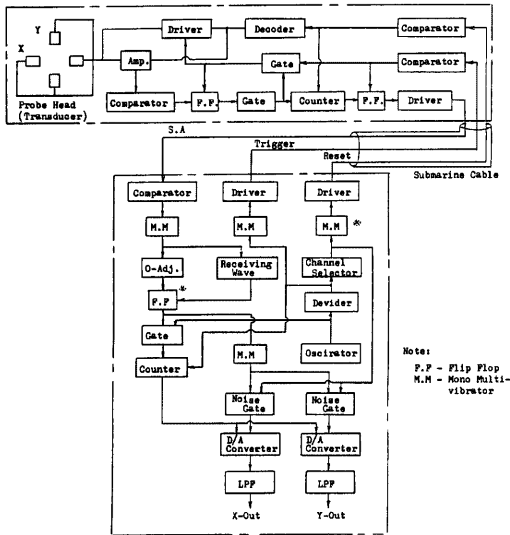 Y
X
Probe Head
(Transducer)
Driver
Decoder
Comparator
Amp.
Gate
Comparator
Comparator
F.F.
Gate
Counter
F.F.
Driver
S.A
Trigger
Reset
Submarine Cable
Comparator
Driver
Driver
M.M
M.M
M.M
*
O-Adj.
Receiving
Wave
Channel
Selector
F.F
*
Devider
Gate
M.M
Oscirator
Counter
Noise
Gate
Noise
Gate
D/A
Converter
D/A
Converter
LPF
LPF
X-Out
Y-Out
Note:
F.F - Flip Flop
M.M - Mono Multi-
vibrator